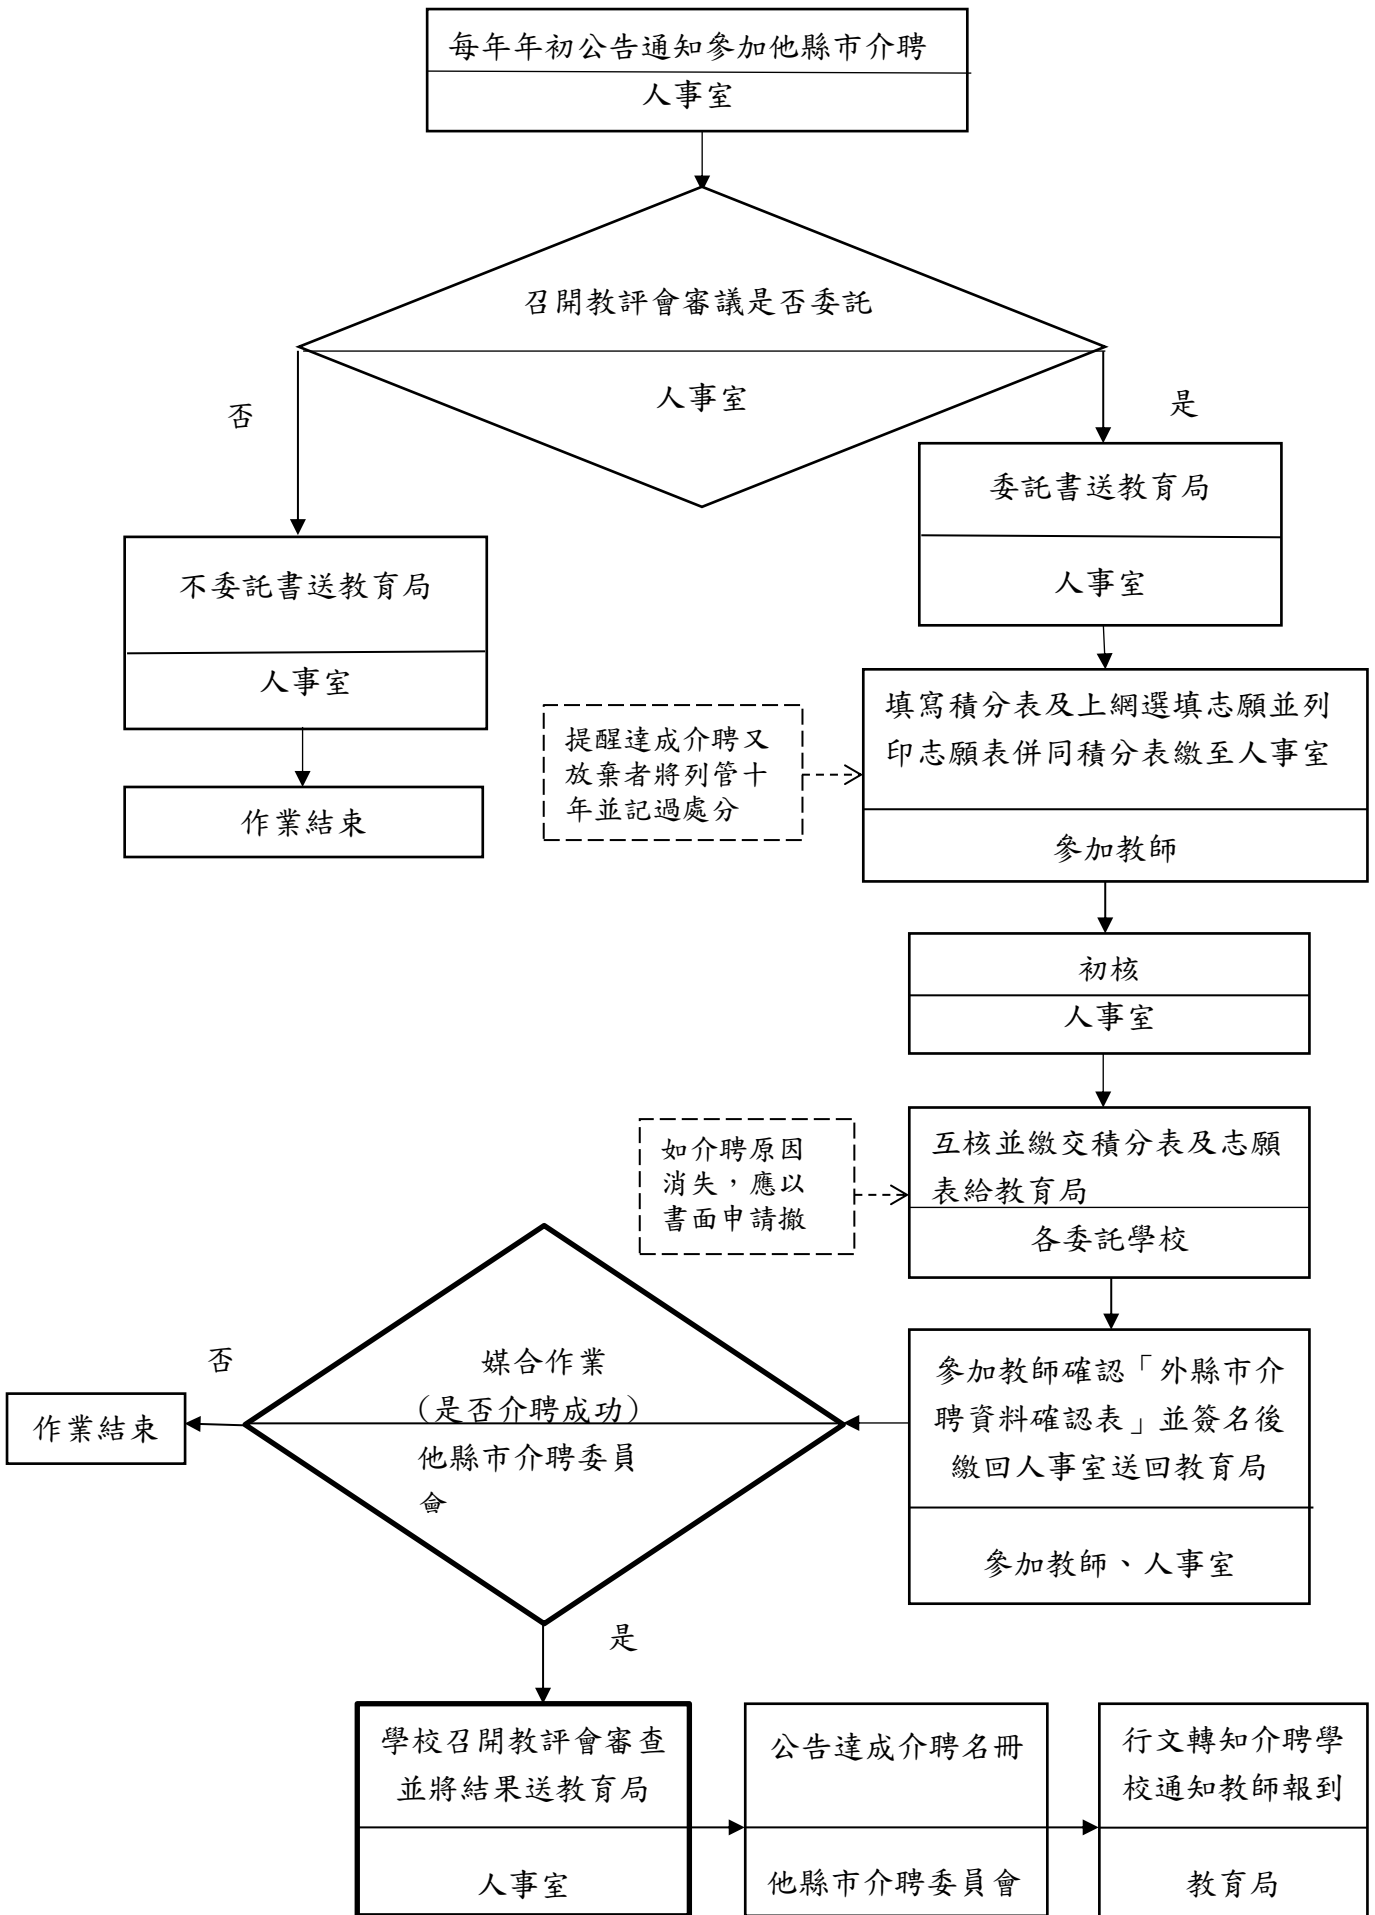 每年年初公告通知參加他縣市介聘
人事室
召開教評會審議是否委託
人事室
否
是
委託書送教育局
人事室
不委託書送教育局
人事室
作業結束
填寫積分表及上網選填志願並列
印志願表併同積分表繳至人事室
參加教師
提醒達成介聘又
放棄者將列管十
年並記過處分
初核
人事室
互核並繳交積分表及志願
表給教育局
各委託學校
如介聘原因
消失，應以
書面申請撤
參加教師確認「外縣市介
聘資料確認表」並簽名後
繳回人事室送回教育局
參加教師、人事室
媒合作業
(是否介聘成功)
他縣市介聘委員
會
否
作業結束
是
學校召開教評會審查
並將結果送教育局
人事室
公告達成介聘名冊
他縣市介聘委員會
行文轉知介聘學
校通知教師報到
教育局